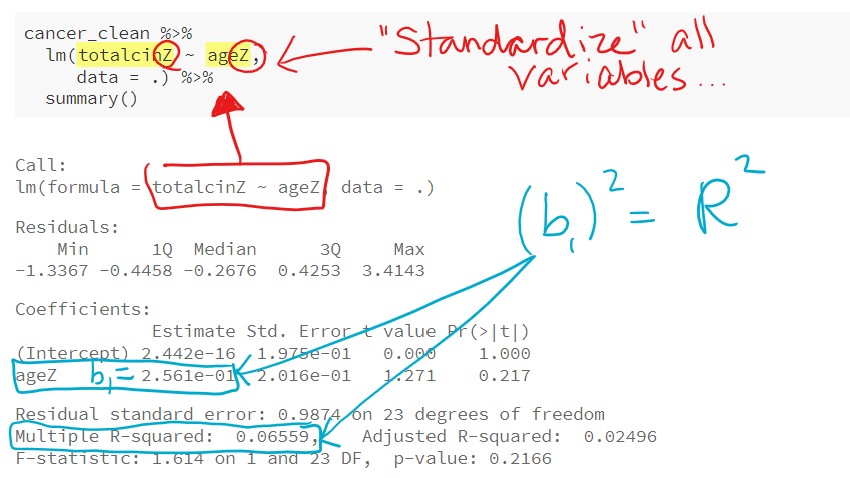 cancer_clean %>%
lm(totalcinZ ~ ageZ,
data = .) %>%
summary()
"Standardize" all
variables...
Call:
lm(formula = totalcinZ ~ ageZ, data = .)
(b₁)² = R²
Residuals:
Min 1Q Median 3Q Max
-1.3367 -0.4458 -0.2676 0.4253 3.4143
Coefficients:
Estimate Std. Error t value Pr(>|t|)
(Intercept) 2.442e-16 1.975e-01 0.000 1.000
ageZ b₁ = 2.561e-01 2.016e-01 1.271 0.217
Residual standard error: 0.9874 on 23 degrees of freedom
Multiple R-squared: 0.06559, Adjusted R-squared: 0.02496
F-statistic: 1.614 on 1 and 23 DF, p-value: 0.2166